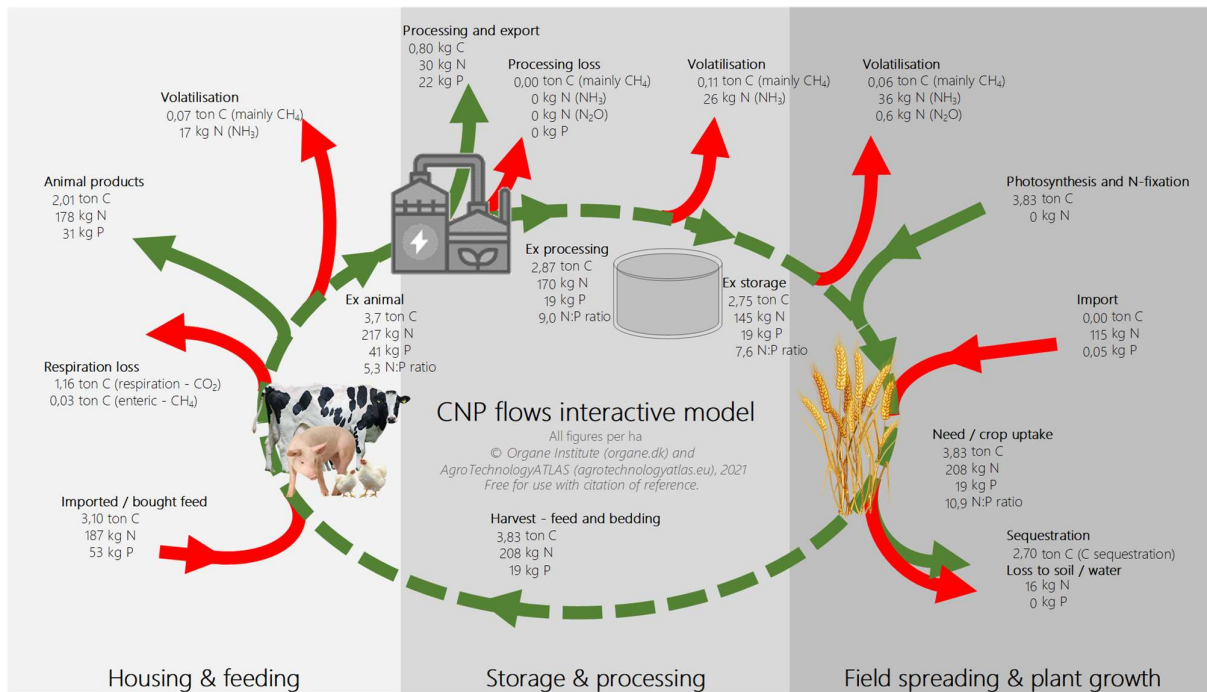 Processing and export
0,80 kg C
30 kg N
22 kg P
Processing loss
0,00 ton C (mainly CH₄)
0 kg N (NH₃)
0 kg N (N₂O)
0 kg P
Volatilisation
0,11 ton C (mainly CH₄)
26 kg N (NH₃)
Volatilisation
0,06 ton C (mainly CH₄)
36 kg N (NH₃)
0,6 kg N (N₂O)
Volatilisation
0,07 ton C (mainly CH₄)
17 kg N (NH₃)
Animal products
2,01 ton C
178 kg N
31 kg P
Photosynthesis and N-fixation
3,83 ton C
0 kg N
Ex animal
3,7 ton C
217 kg N
41 kg P
5,3 N:P ratio
Ex processing
2,87 ton C
170 kg N
19 kg P
9,0 N:P ratio
Ex storage
2,75 ton C
145 kg N
19 kg P
7,6 N:P ratio
Import
0,00 ton C
115 kg N
0,05 kg P
Respiration loss
1,16 ton C (respiration - CO₂)
0,03 ton C (enteric - CH₄)
CNP flows interactive model
All figures per ha
© Organe Institute (organe.dk) and
AgroTechnologyATLAS (agrotechnologyatlas.eu), 2021
Free for use with citation of reference.
Need / crop uptake
3,83 ton C
208 kg N
19 kg P
10,9 N:P ratio
Imported / bought feed
3,10 ton C
187 kg N
53 kg P
Harvest - feed and bedding
3,83 ton C
208 kg N
19 kg P
Sequestration
2,70 ton C (C sequestration)
Loss to soil / water
16 kg N
0 kg P
Housing & feeding
Storage & processing
Field spreading & plant growth